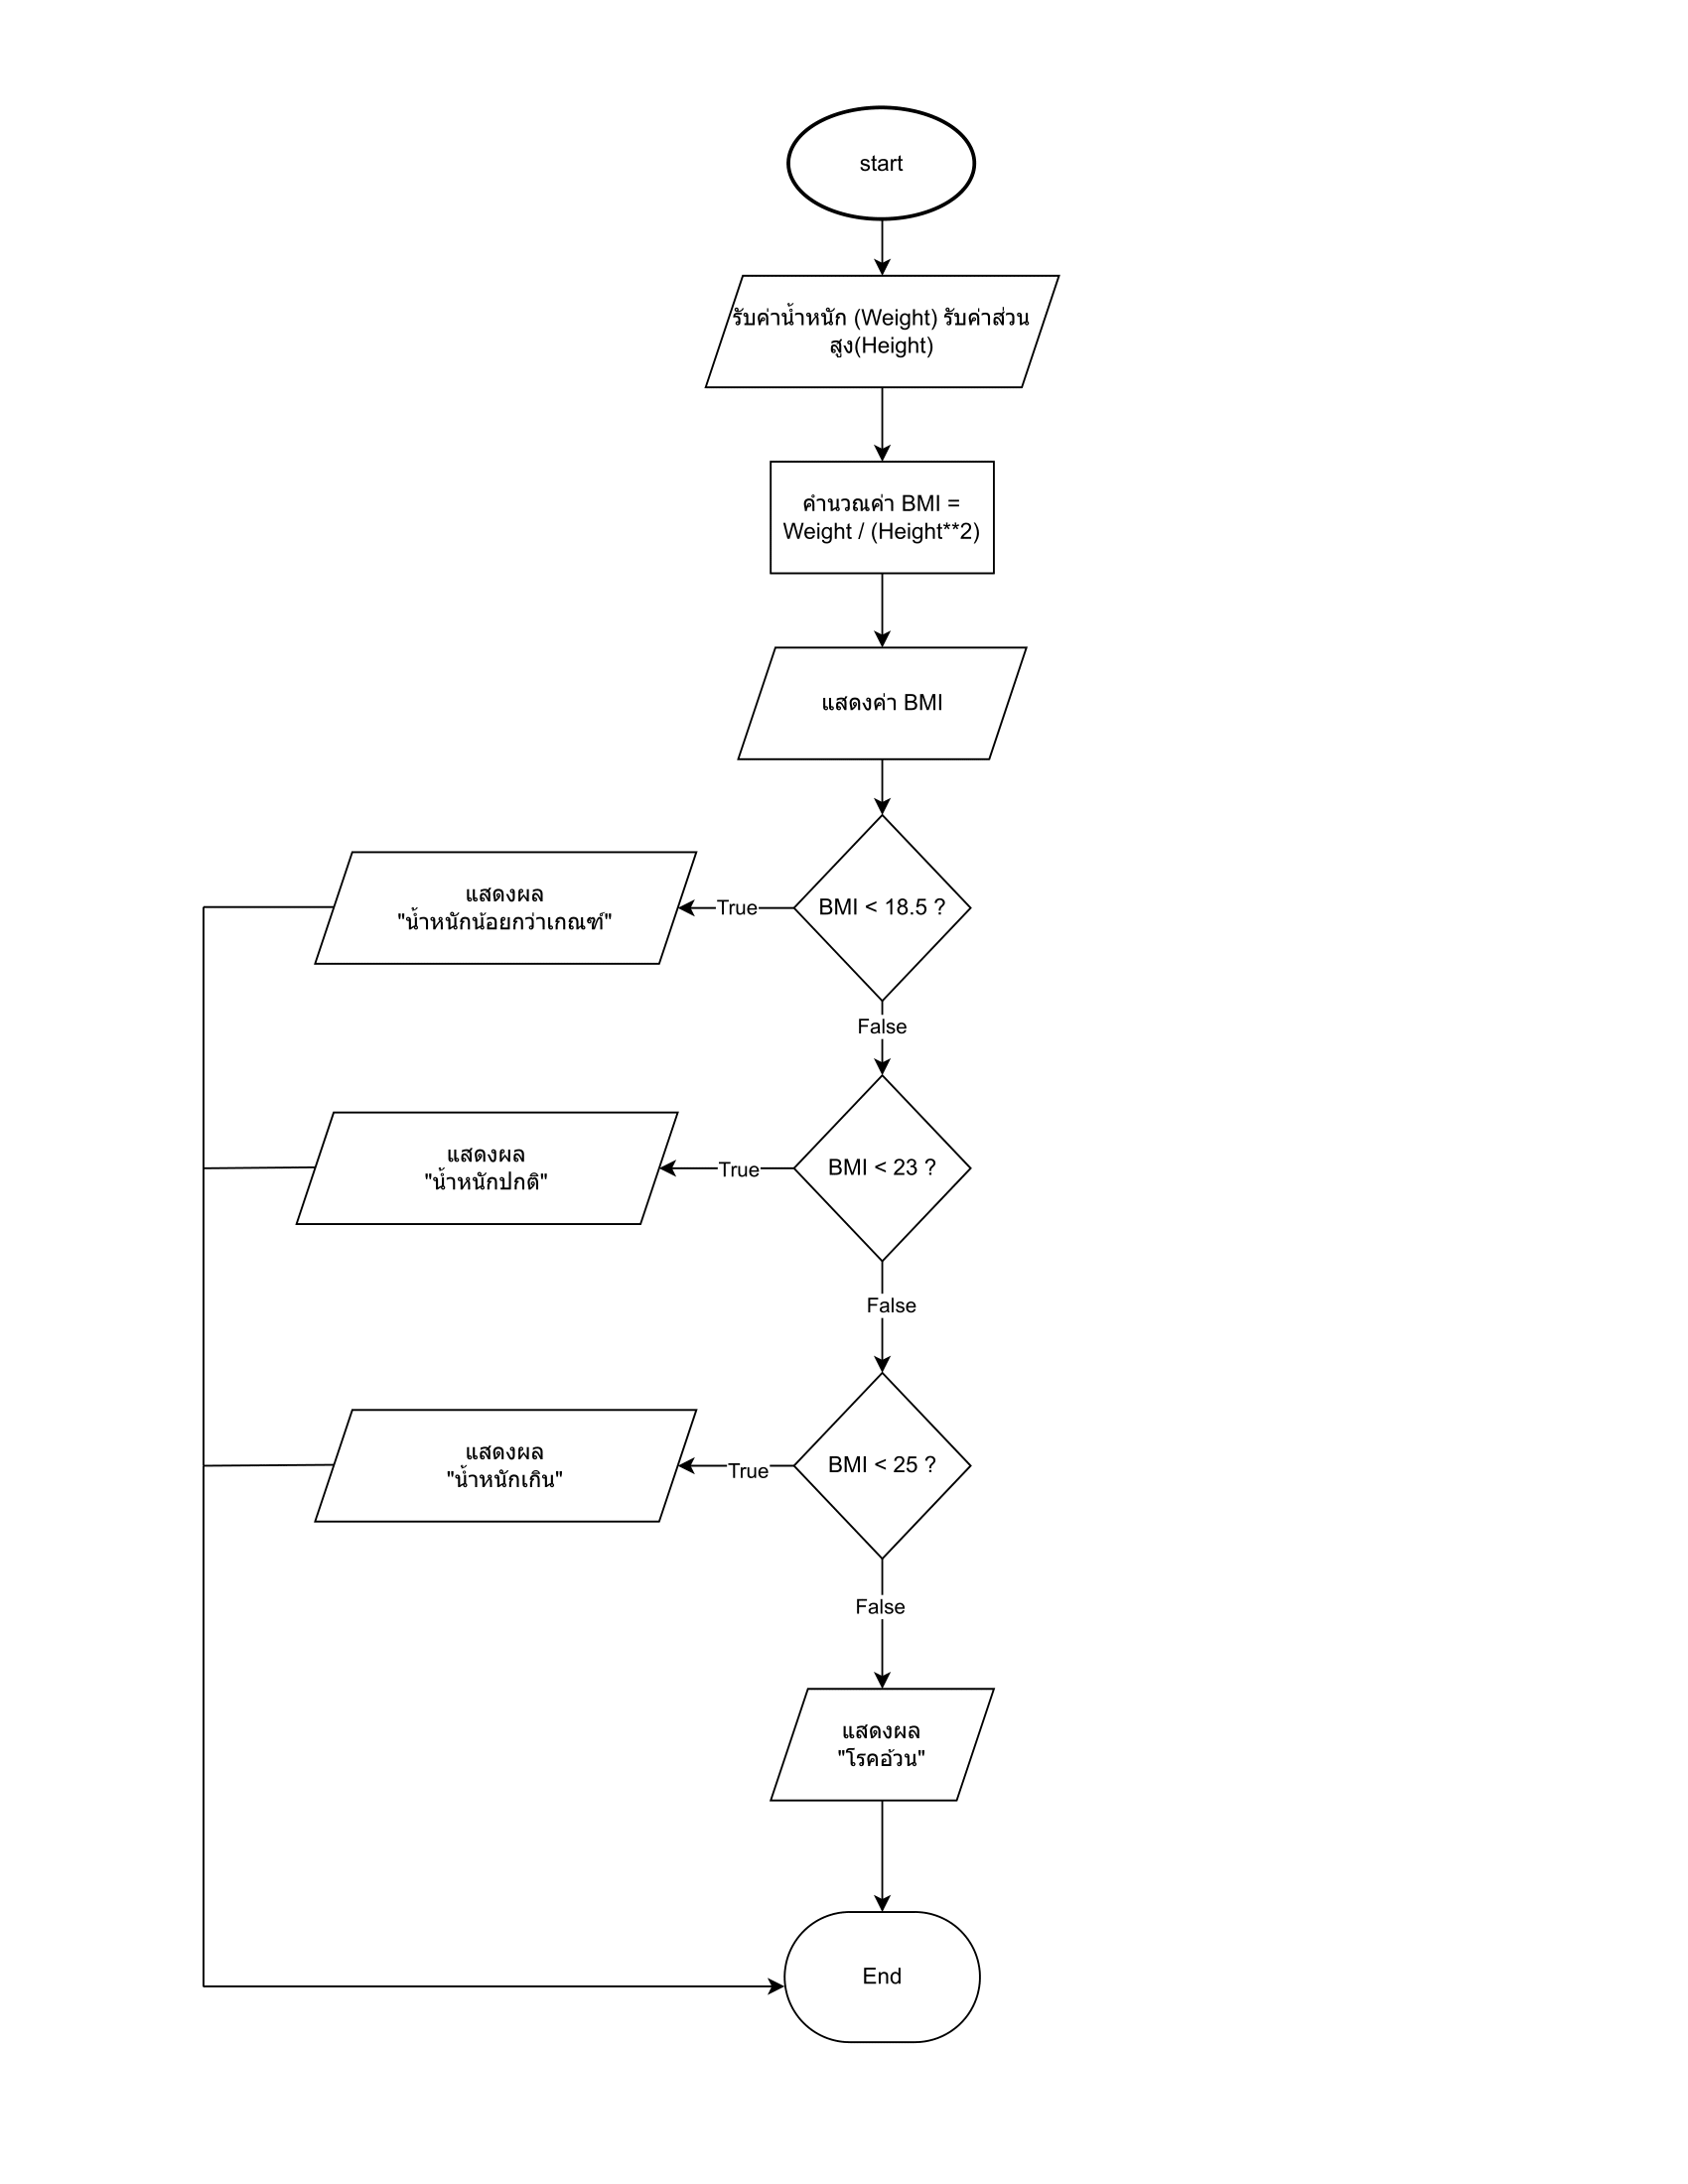 start
รับค่าน้ำหนัก (Weight) รับค่าส่วน
สูง(Height)
คำนวณค่า BMI =
Weight / (Height**2)
แสดงค่า BMI
BMI < 18.5 ?
True
แสดงผล
"น้ำหนักน้อยกว่าเกณฑ์"
False
BMI < 23 ?
True
แสดงผล
"น้ำหนักปกติ"
False
BMI < 25 ?
True
แสดงผล
"น้ำหนักเกิน"
False
แสดงผล
"โรคอ้วน"
End